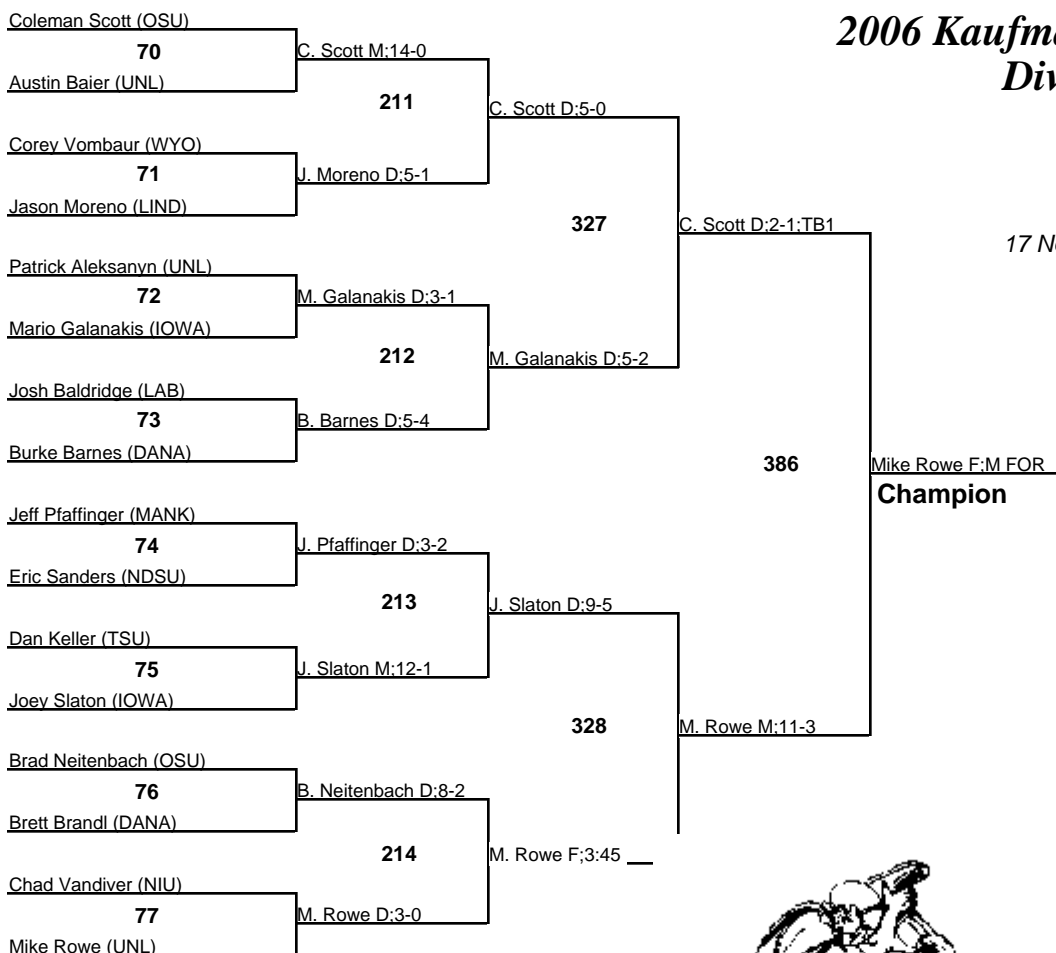 Coleman Scott (OSU)
2006 Kaufma
70
C. Scott M;14-0
Div
Austin Baier (UNL)
211
C. Scott D;5-0
Corey Vombaur (WYO)
71
J. Moreno D;5-1
Jason Moreno (LIND)
327
C. Scott D;2-1;TB1
17 N
Patrick Aleksanyn (UNL)
72
M. Galanakis D;3-1
Mario Galanakis (IOWA)
212
M. Galanakis D;5-2
Josh Baldridge (LAB)
73
B. Barnes D;5-4
Burke Barnes (DANA)
386
Mike Rowe F;M FOR
Champion
Jeff Pfaffinger (MANK)
74
J. Pfaffinger D;3-2
Eric Sanders (NDSU)
213
J. Slaton D;9-5
Dan Keller (TSU)
75
J. Slaton M;12-1
Joey Slaton (IOWA)
328
M. Rowe M;11-3
Brad Neitenbach (OSU)
76
B. Neitenbach D;8-2
Brett Brandl (DANA)
214
M. Rowe F;3:45
Chad Vandiver (NIU)
77
M. Rowe D;3-0
Mike Rowe (UNL)